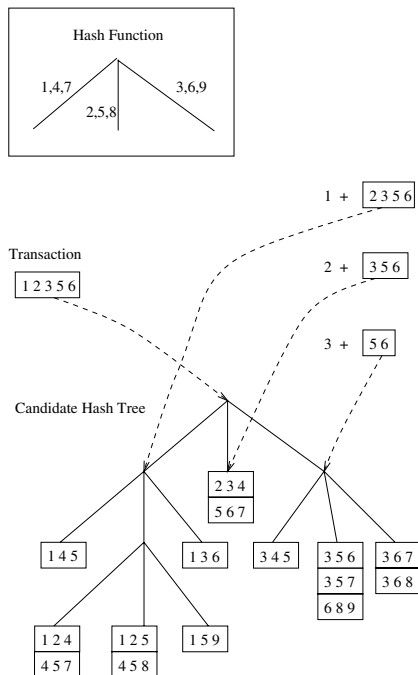 Hash Function
1,4,7
3,6,9
2,5,8
1 + 2 3 5 6
Transaction
2 + 3 5 6
1 2 3 5 6
3 + 5 6
Candidate Hash Tree
2 3 4
5 6 7
1 4 5
1 3 6
3 4 5
3 5 6
3 6 7
3 5 7
3 6 8
6 8 9
1 2 4
1 2 5
1 5 9
4 5 7
4 5 8